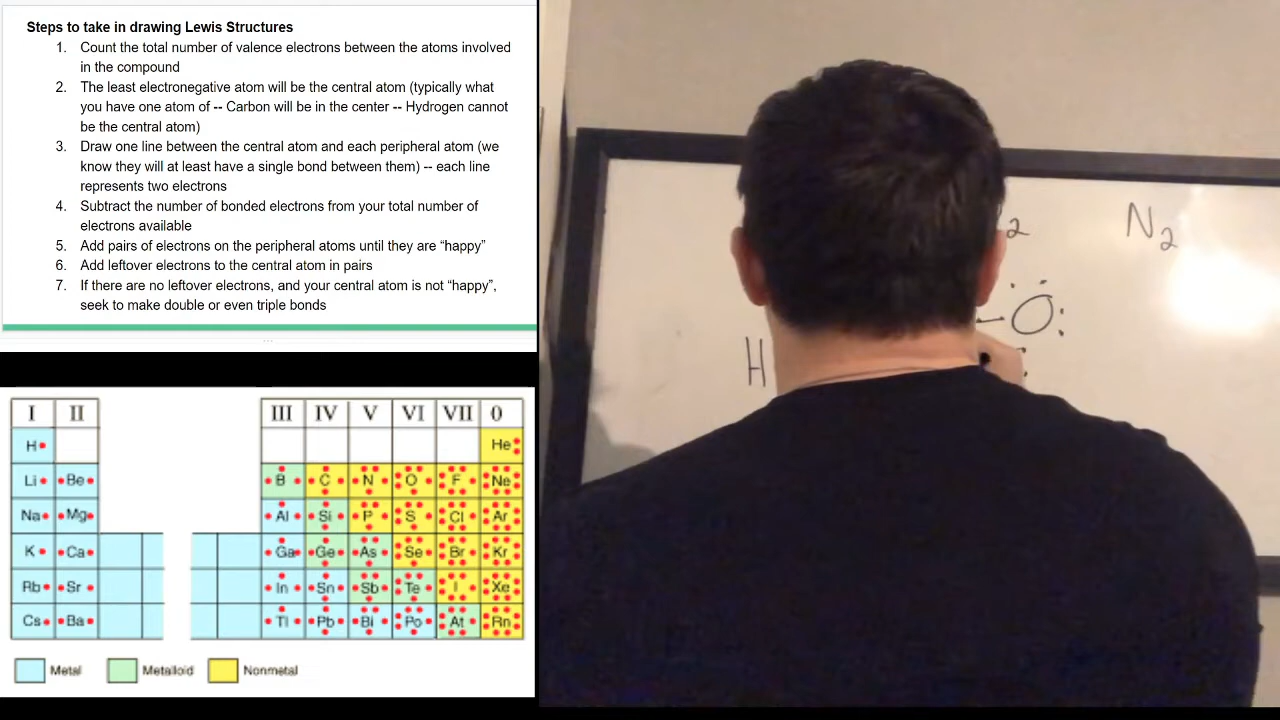 Steps to take in drawing Lewis Structures
1. Count the total number of valence electrons between the atoms involved
in the compound
2. The least electronegative atom will be the central atom (typically what
you have one atom of -- Carbon will be in the center -- Hydrogen cannot
be the central atom)
3. Draw one line between the central atom and each peripheral atom (we
know they will at least have a single bond between them) -- each line
represents two electrons
4. Subtract the number of bonded electrons from your total number of
electrons available
5. Add pairs of electrons on the peripheral atoms until they are “happy”
6. Add leftover electrons to the central atom in pairs
7. If there are no leftover electrons, and your central atom is not “happy”,
seek to make double or even triple bonds
I II III IV V VI VII 0
H He
Li Be B C N O F Ne
Na Mg Al Si P S Cl Ar
K Ca Ga Ge As Se Br Kr
Rb Sr In Sn Sb Te I Xe
Cs Ba Tl Pb Bi Po At Rn
Metal Metalloid Nonmetal
2 N2
O
H